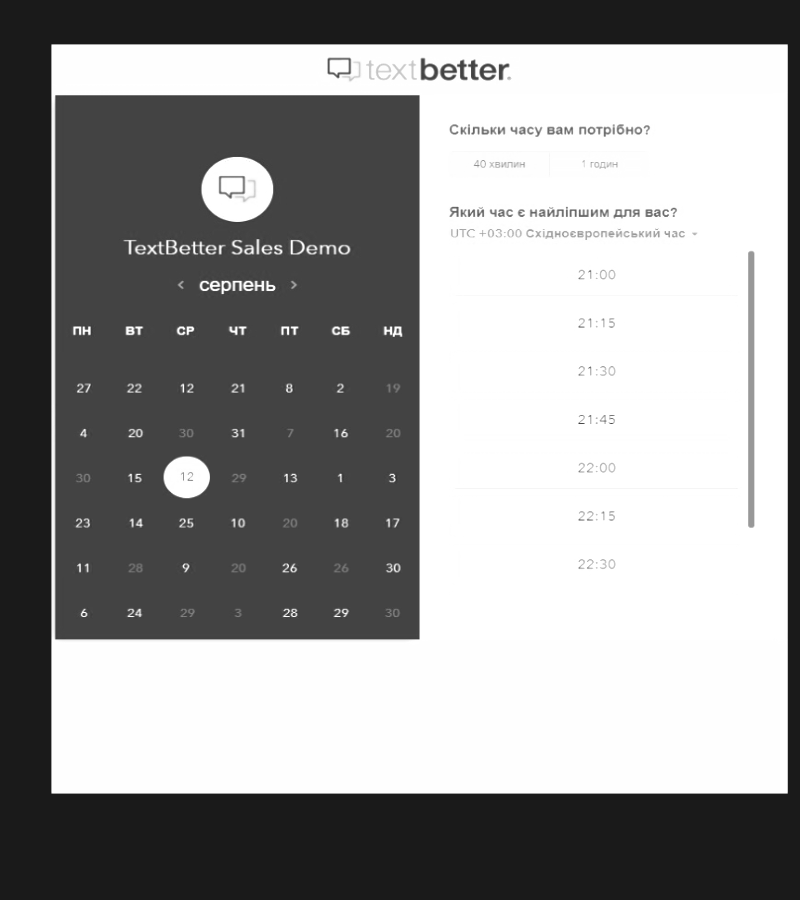 textbetter.
TextBetter Sales Demo
‹ серпень ›
ПН ВТ СР ЧТ ПТ СБ НД
27 22 12 21 8 2 19
4 20 30 31 7 16 20
30 15 12 29 13 1 3
23 14 25 10 20 18 17
11 28 9 20 26 26 30
6 24 29 3 28 29 30
Скільки часу вам потрібно?
40 хвилин 1 годин
Який час є найліпшим для вас?
UTC +03:00 Східноєвропейський час
21:00
21:15
21:30
21:45
22:00
22:15
22:30